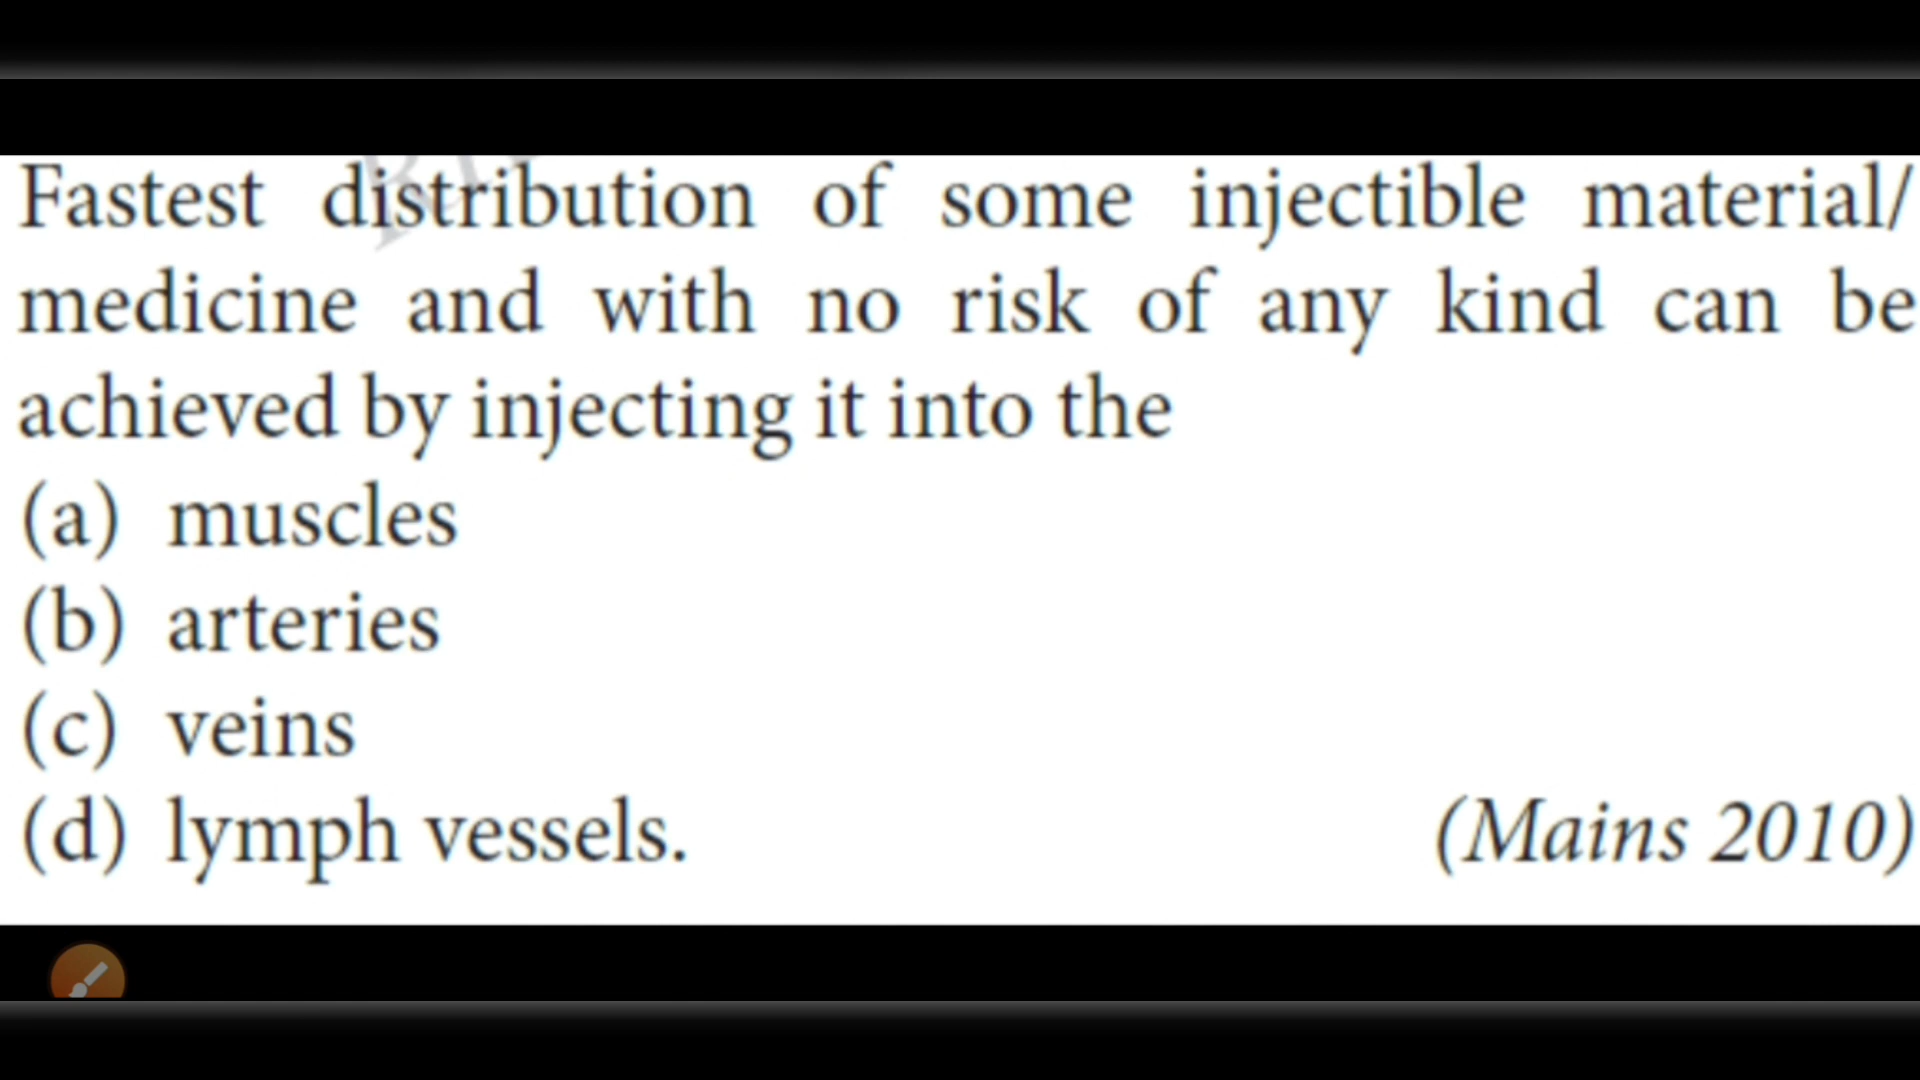 Fastest distribution of some injectible material/
medicine and with no risk of any kind can be
achieved by injecting it into the
(a) muscles
(b) arteries
(c) veins
(d) lymph vessels. (Mains 2010)